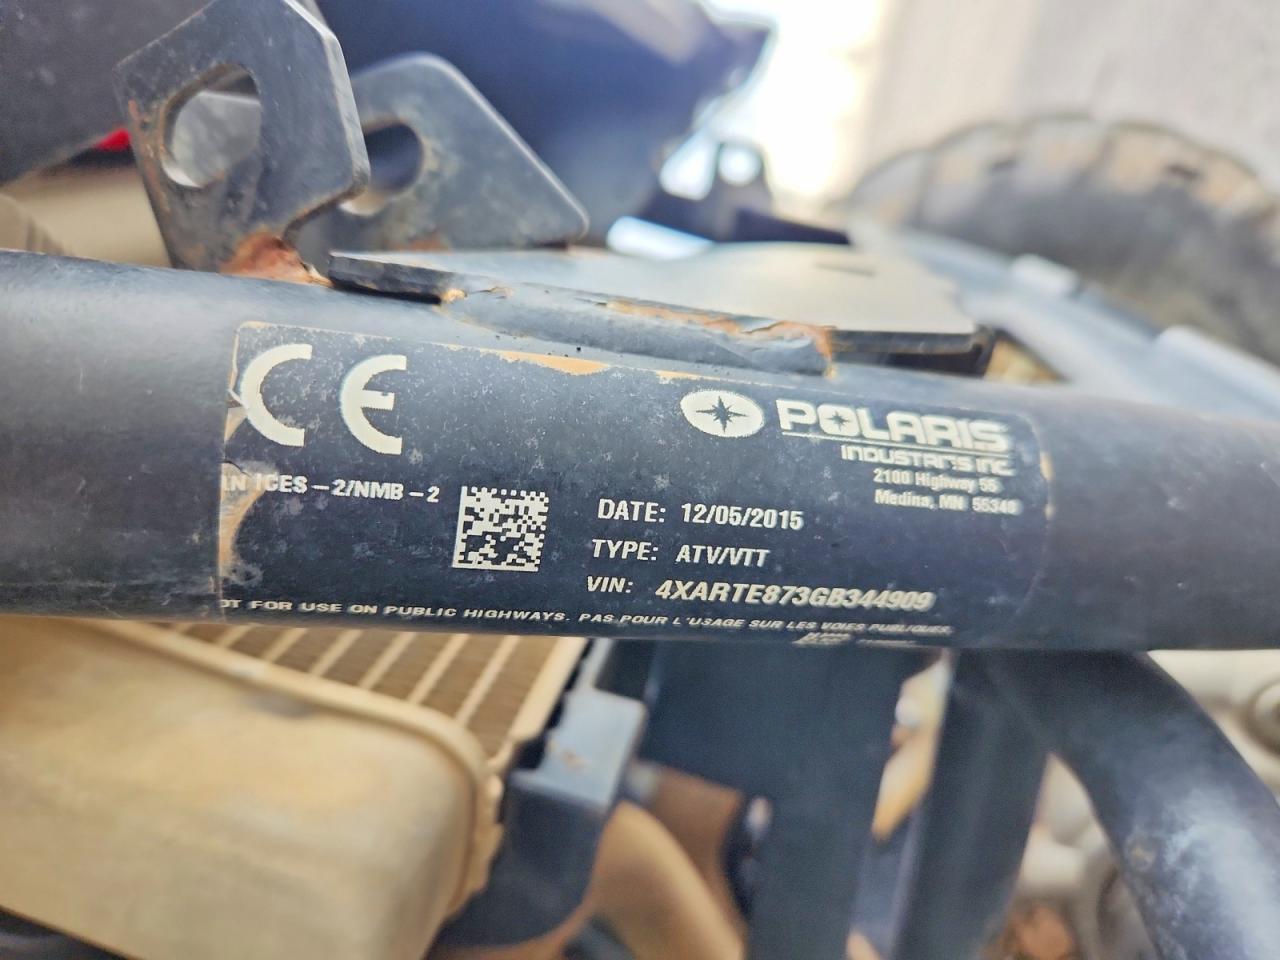 CE
POLARIS
INDUSTRIES INC
2100 Highway 55
Medina, MN 55340
ICES-2/NMB-2
DATE: 12/05/2015
TYPE: ATV/VTT
VIN: 4XARTE873GB344909
OT FOR USE ON PUBLIC HIGHWAYS. PAS POUR L'USAGE SUR LES VOIES PUBLIQUES.